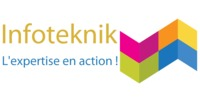 Infoteknik
L'expertise en action !